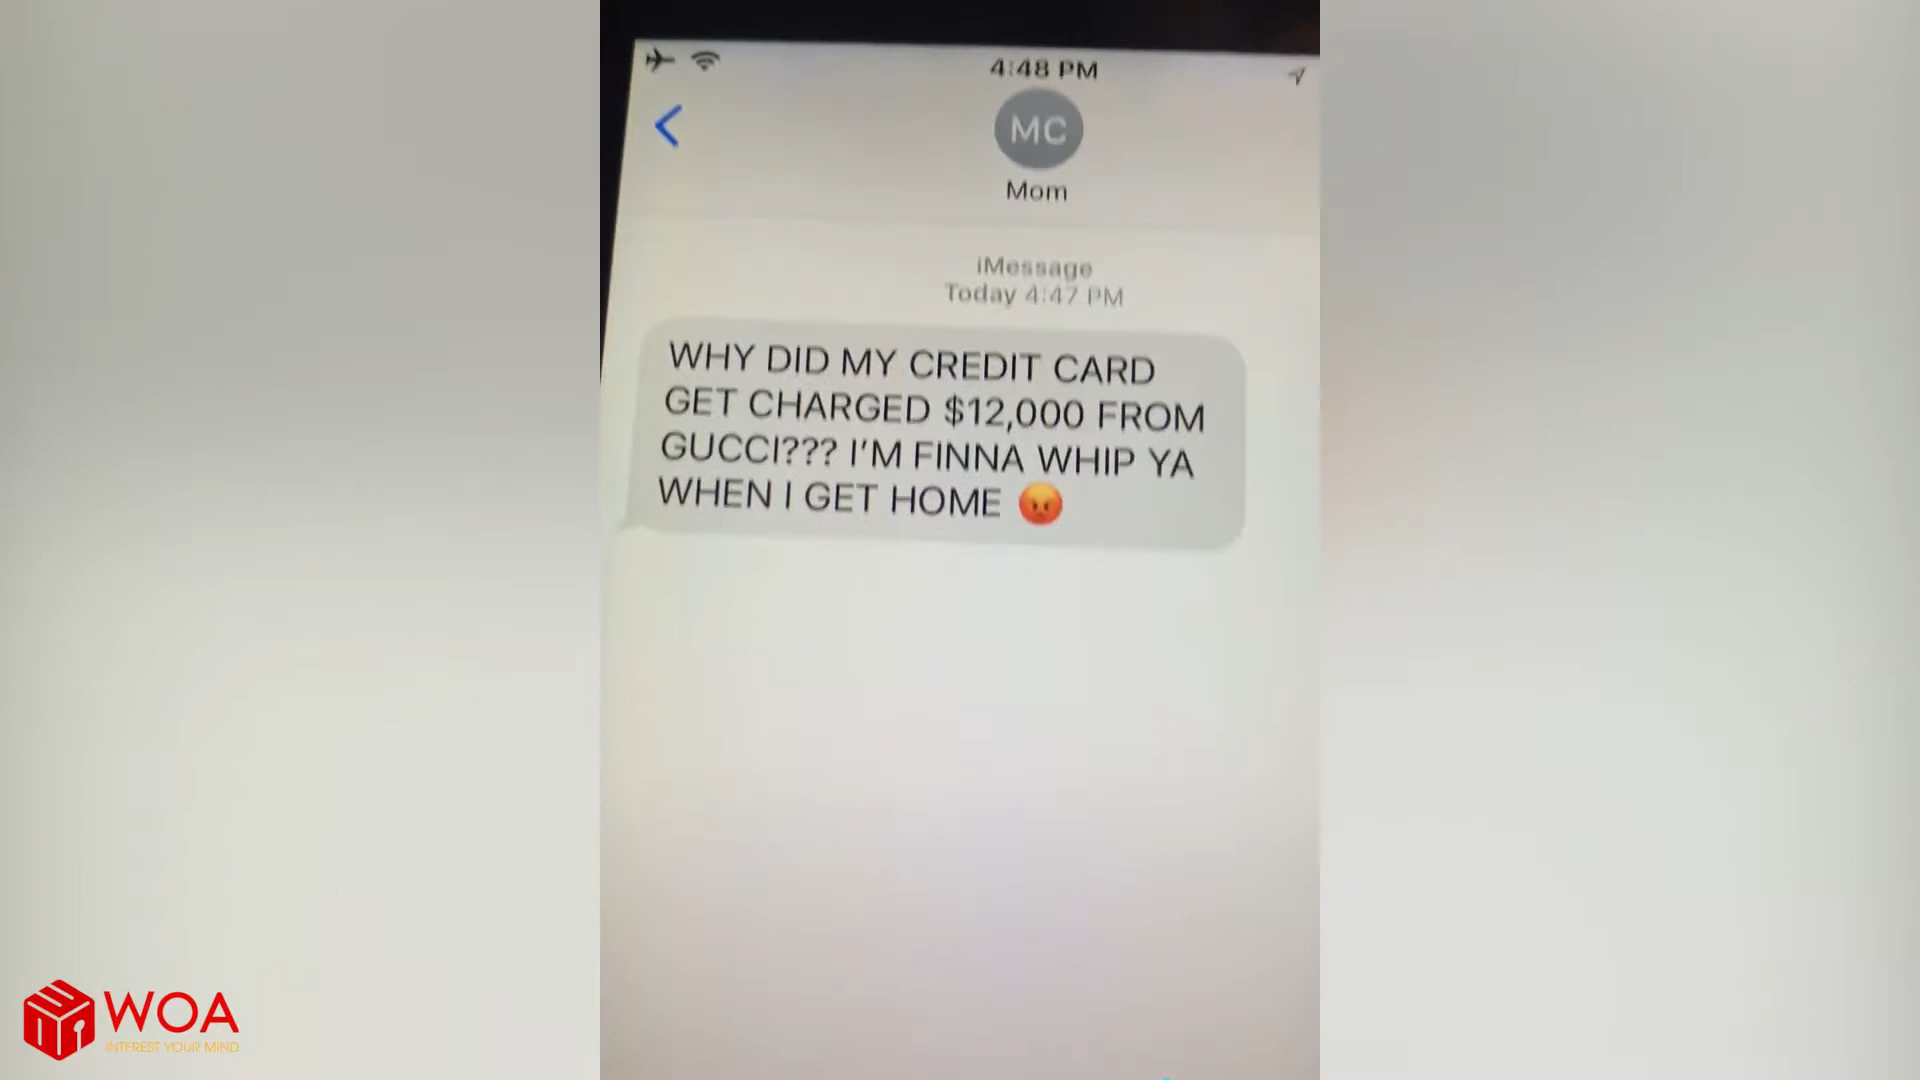 4:48 PM
MC
Mom
iMessage
Today 4:47 PM
WHY DID MY CREDIT CARD
GET CHARGED $12,000 FROM
GUCCI??? I'M FINNA WHIP YA
WHEN I GET HOME 😡
WOA
INTEREST YOUR MIND